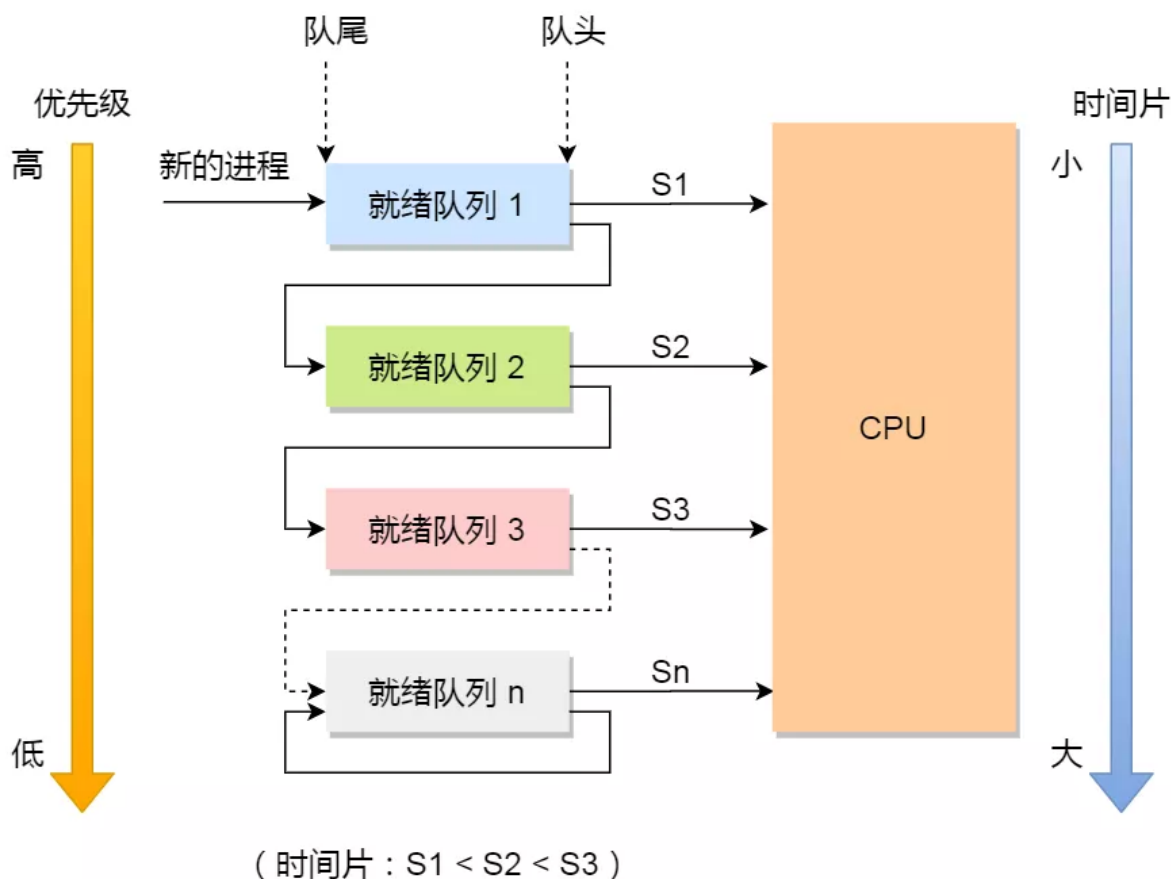 队尾
队头
优先级
时间片
高
新的进程
小
就绪队列 1
S1
就绪队列 2
S2
CPU
就绪队列 3
S3
就绪队列 n
Sn
低
大
（时间片：S1 < S2 < S3）